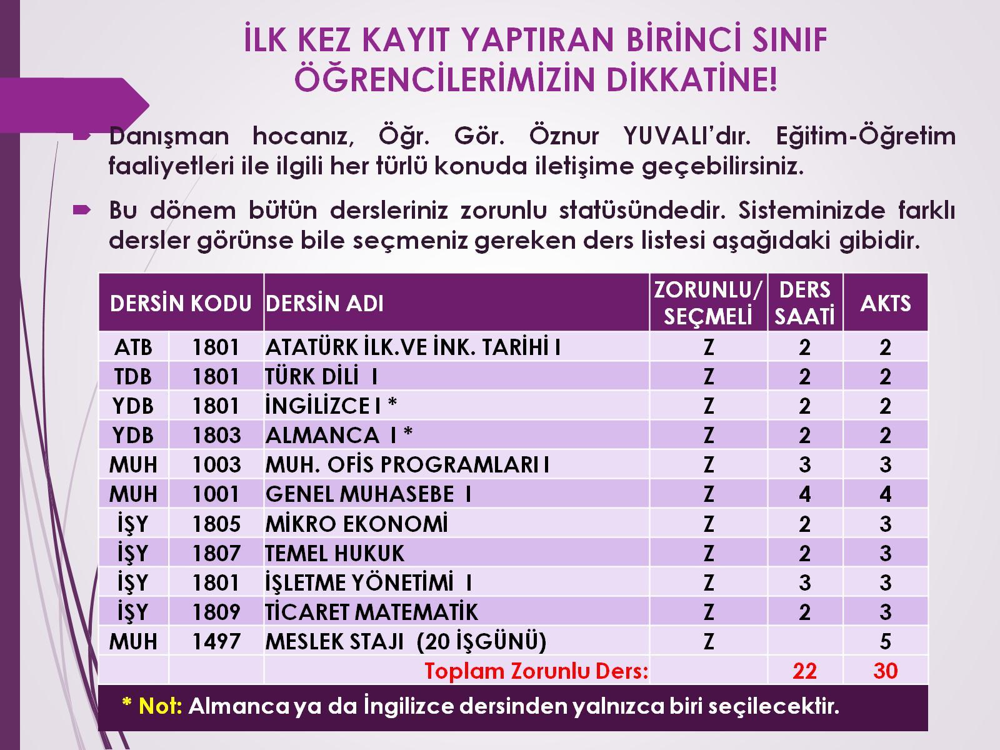 İLK KEZ KAYIT YAPTIRAN BİRİNCİ SINIF
ÖĞRENCİLERİMİZİN DİKKATİNE!
Danışman hocanız, Öğr. Gör. Öznur YUVALI’dır. Eğitim-Öğretim
faaliyetleri ile ilgili her türlü konuda iletişime geçebilirsiniz.
Bu dönem bütün dersleriniz zorunlu statüsündedir. Sisteminizde farklı
dersler görünse bile seçmeniz gereken ders listesi aşağıdaki gibidir.
DERSİN KODU DERSİN ADI ZORUNLU/ SEÇMELİ DERS SAATİ AKTS
ATB 1801 ATATÜRK İLK.VE İNK. TARİHİ I Z 2 2
TDB 1801 TÜRK DİLİ I Z 2 2
YDB 1801 İNGİLİZCE I * Z 2 2
YDB 1803 ALMANCA I * Z 2 2
MUH 1003 MUH. OFİS PROGRAMLARI I Z 3 3
MUH 1001 GENEL MUHASEBE I Z 4 4
İŞY 1805 MİKRO EKONOMİ Z 2 3
İŞY 1807 TEMEL HUKUK Z 2 3
İŞY 1801 İŞLETME YÖNETİMİ I Z 3 3
İŞY 1809 TİCARET MATEMATİK Z 2 3
MUH 1497 MESLEK STAJI (20 İŞGÜNÜ) Z 5
Toplam Zorunlu Ders: 22 30
* Not: Almanca ya da İngilizce dersinden yalnızca biri seçilecektir.